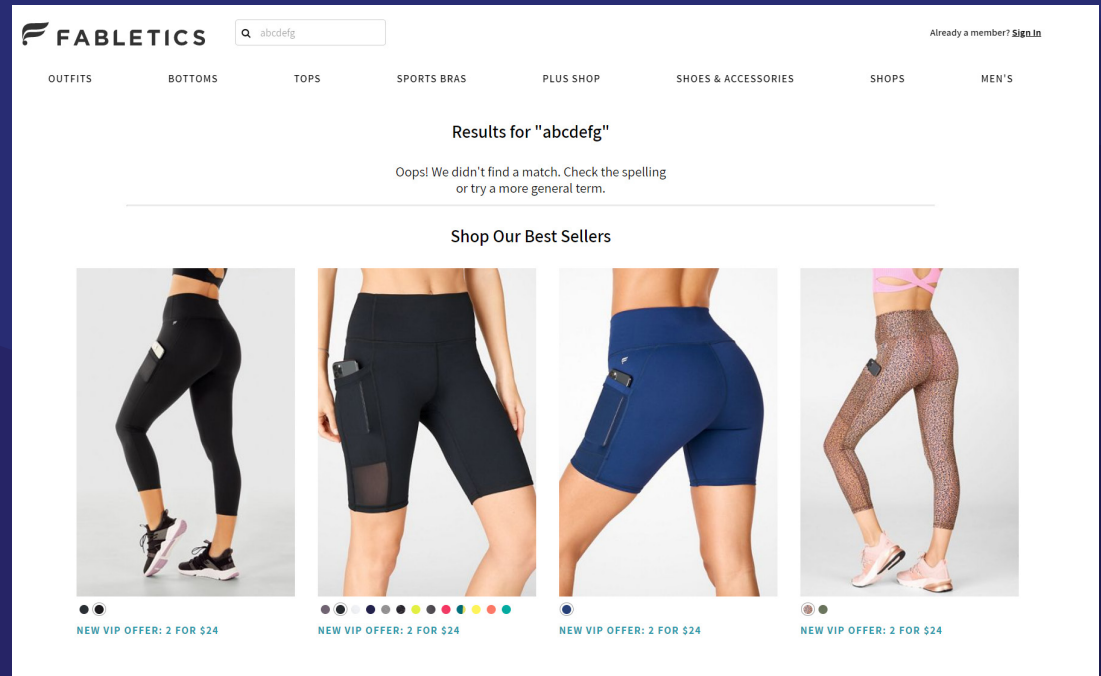 FABLETICS
abcdefg
Already a member? Sign In
OUTFITS
BOTTOMS
TOPS
SPORTS BRAS
PLUS SHOP
SHOES & ACCESSORIES
SHOPS
MEN'S
Results for "abcdefg"
Oops! We didn't find a match. Check the spelling
or try a more general term.
Shop Our Best Sellers
NEW VIP OFFER: 2 FOR $24
NEW VIP OFFER: 2 FOR $24
NEW VIP OFFER: 2 FOR $24
NEW VIP OFFER: 2 FOR $24